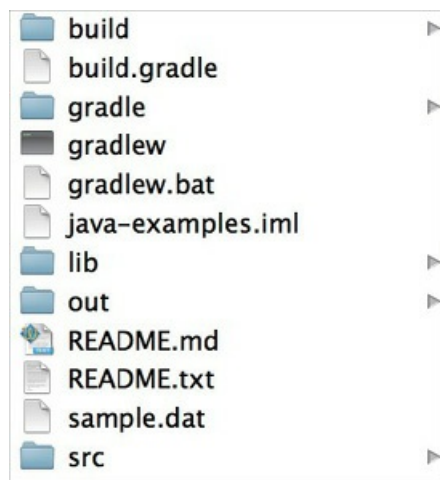 build
build.gradle
gradle
gradlew
gradlew.bat
java-examples.iml
lib
out
README.md
README.txt
sample.dat
src